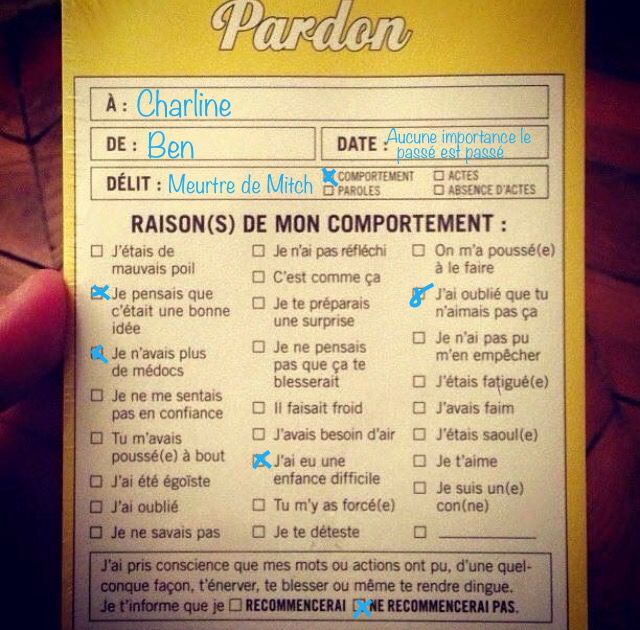 Pardon
À : Charline
DE : Ben
DATE : Aucune importance le
passé est passé
DÉLIT : Meurtre de Mitch
COMPORTEMENT
ACTES
PAROLES
ABSENCE D'ACTES
RAISON(S) DE MON COMPORTEMENT :
J'étais de
mauvais poil
Je pensais que
c'était une bonne
idée
Je n'avais plus
de médocs
Je ne me sentais
pas en confiance
Tu m'avais
poussé(e) à bout
J'ai été égoïste
J'ai oublié
Je ne savais pas
Je n'ai pas réfléchi
C'est comme ça
Je te préparais
une surprise
Je ne pensais
pas que ça te
blesserait
Il faisait froid
J'avais besoin d'air
J'ai eu une
enfance difficile
Tu m'y as forcé(e)
Je te déteste
On m'a poussé(e)
à le faire
J'ai oublié que tu
n'aimais pas ça
Je n'ai pas pu
m'en empêcher
J'étais fatigué(e)
J'avais faim
J'étais saoul(e)
Je t'aime
Je suis un(e)
con(ne)
J'ai pris conscience que mes mots ou actions ont pu, d'une quel-
conque façon, t'énerver, te blesser ou même te rendre dingue.
Je t'informe que je RECOMMENCERAI NE RECOMMENCERAI PAS.